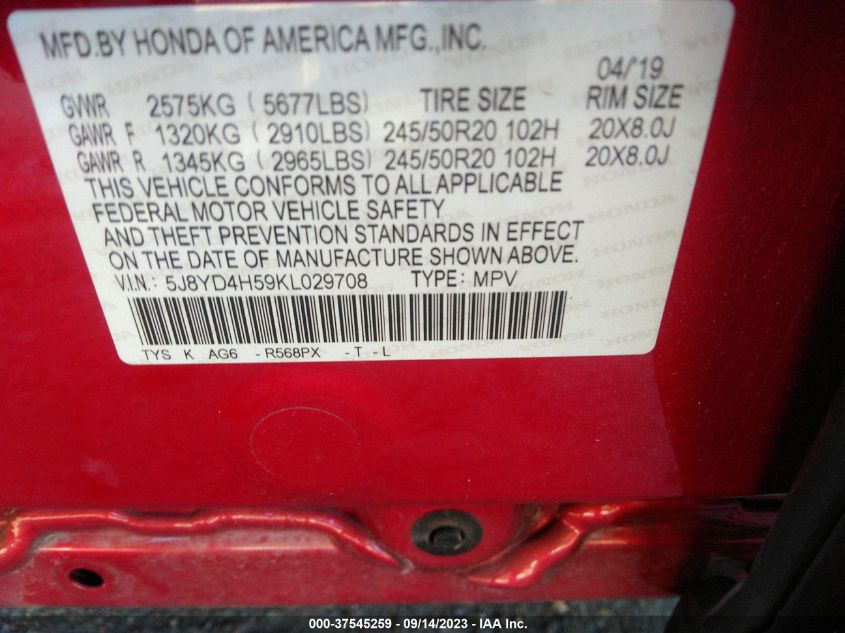 MFD.BY HONDA OF AMERICA MFG.,INC.
04/'19
GVWR 2575KG ( 5677LBS) TIRE SIZE RIM SIZE
GAWR F 1320KG ( 2910LBS) 245/50R20 102H 20X8.0J
GAWR R 1345KG ( 2965LBS) 245/50R20 102H 20X8.0J
THIS VEHICLE CONFORMS TO ALL APPLICABLE
FEDERAL MOTOR VEHICLE SAFETY
AND THEFT PREVENTION STANDARDS IN EFFECT
ON THE DATE OF MANUFACTURE SHOWN ABOVE.
V.I.N.: 5J8YD4H59KL029708 TYPE: MPV
TYS K AG6 -R568PX -T -L
000-37545259 - 09/14/2023 - IAA Inc.